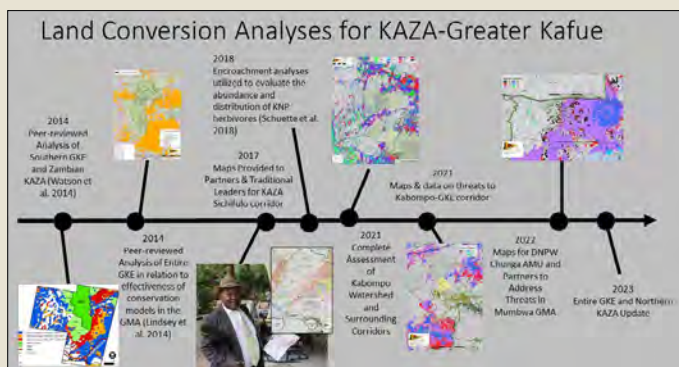 Land Conversion Analyses for KAZA-Greater Kafue
2014
Peer-reviewed
Analysis of
Southern GKE
and Zambian
KAZA (Watson et
al. 2014)
2014
Peer-reviewed
Analysis of Entire
GKE in relation to
effectiveness of
conservation
models in the
GMA (Lindsey et
al. 2014)
2017
Maps Provided to
Partners & Traditional
Leaders for KAZA
Sichifulo corridor
2018
Encroachment analyses
utilized to evaluate the
abundance and
distribution of KNP
herbivores (Schuette et
al. 2018)
2021
Complete
Assessment
of Kabompo
Watershed
and
Surrounding
Corridors
2021
Maps & data on threats to
Kabompo-GKE corridor
2022
Maps for DNPW
Chunga AMU and
Partners to
Address
Threats in
Mumbwa GMA
2023
Entire GKE and Northern
KAZA Update